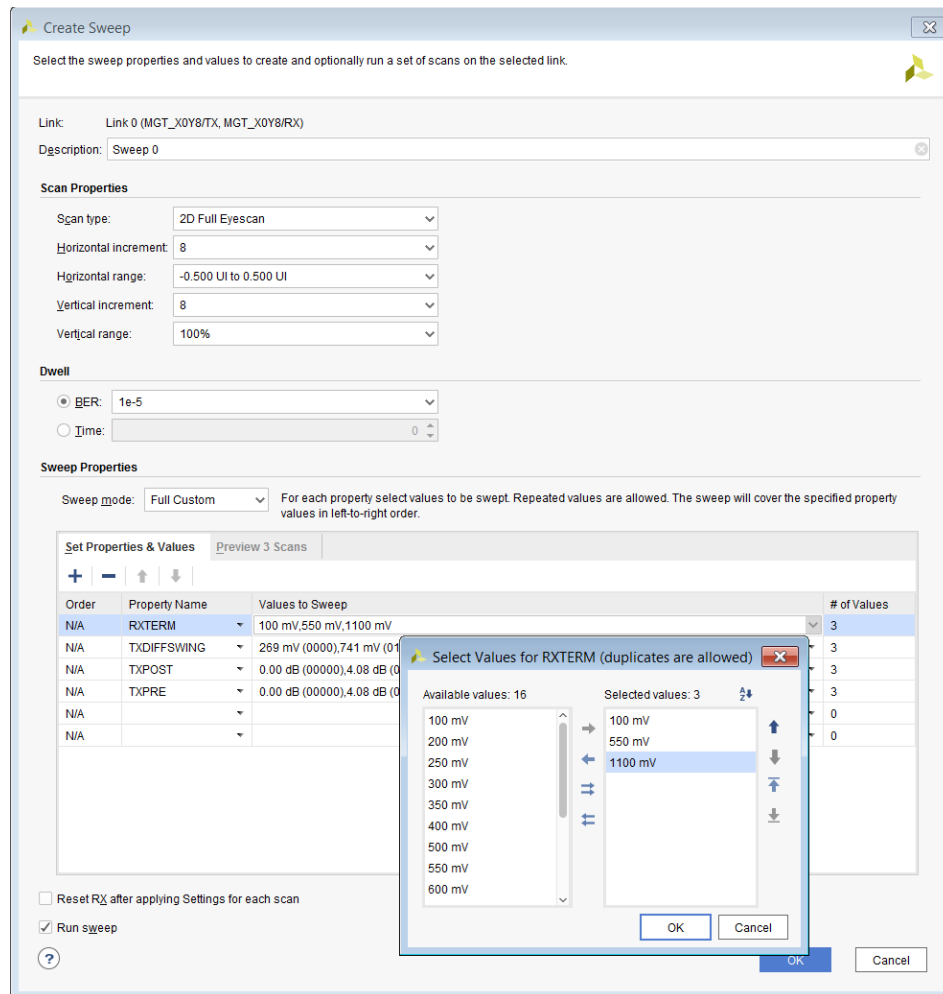 Create Sweep
Select the sweep properties and values to create and optionally run a set of scans on the selected link.
Link: Link 0 (MGT_X0Y8/TX, MGT_X0Y8/RX)
Description: Sweep 0
Scan Properties
Scan type: 2D Full Eyescan
Horizontal increment: 8
Horizontal range: -0.500 UI to 0.500 UI
Vertical increment: 8
Vertical range: 100%
Dwell
BER: 1e-5
Time: 0
Sweep Properties
Sweep mode: Full Custom For each property select values to be swept. Repeated values are allowed. The sweep will cover the specified property
values in left-to-right order.
Set Properties & Values Preview 3 Scans
Order Property Name Values to Sweep # of Values
N/A RXTERM 100 mV,550 mV,1100 mV 3
N/A TXDIFFSWING 269 mV (0000),741 mV (01 3
N/A TXPOST 0.00 dB (00000),4.08 dB (0 3
N/A TXPRE 0.00 dB (00000),4.08 dB (0 3
N/A 0
N/A 0
Select Values for RXTERM (duplicates are allowed)
Available values: 16 Selected values: 3
100 mV 100 mV
200 mV 550 mV
250 mV 1100 mV
300 mV
350 mV
400 mV
500 mV
550 mV
600 mV
OK Cancel
Reset RX after applying Settings for each scan
Run sweep
? OK Cancel